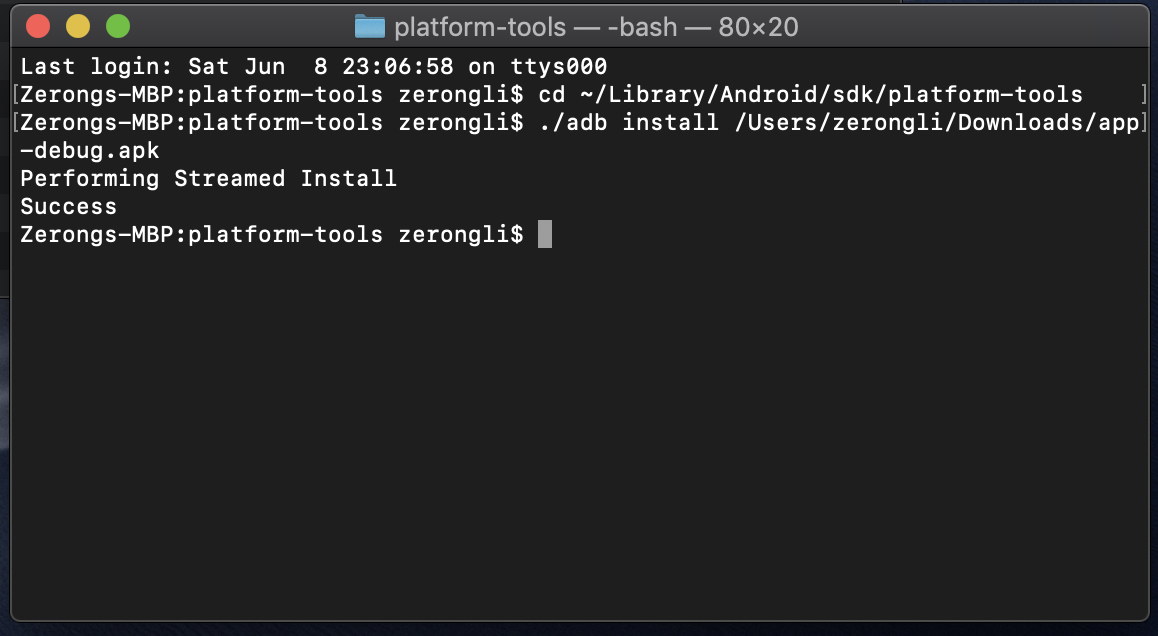 platform-tools — -bash — 80×20
Last login: Sat Jun  8 23:06:58 on ttys000
[Zerongs-MBP:platform-tools zerongli$ cd ~/Library/Android/sdk/platform-tools    ]
[Zerongs-MBP:platform-tools zerongli$ ./adb install /Users/zerongli/Downloads/app]
-debug.apk
Performing Streamed Install
Success
Zerongs-MBP:platform-tools zerongli$